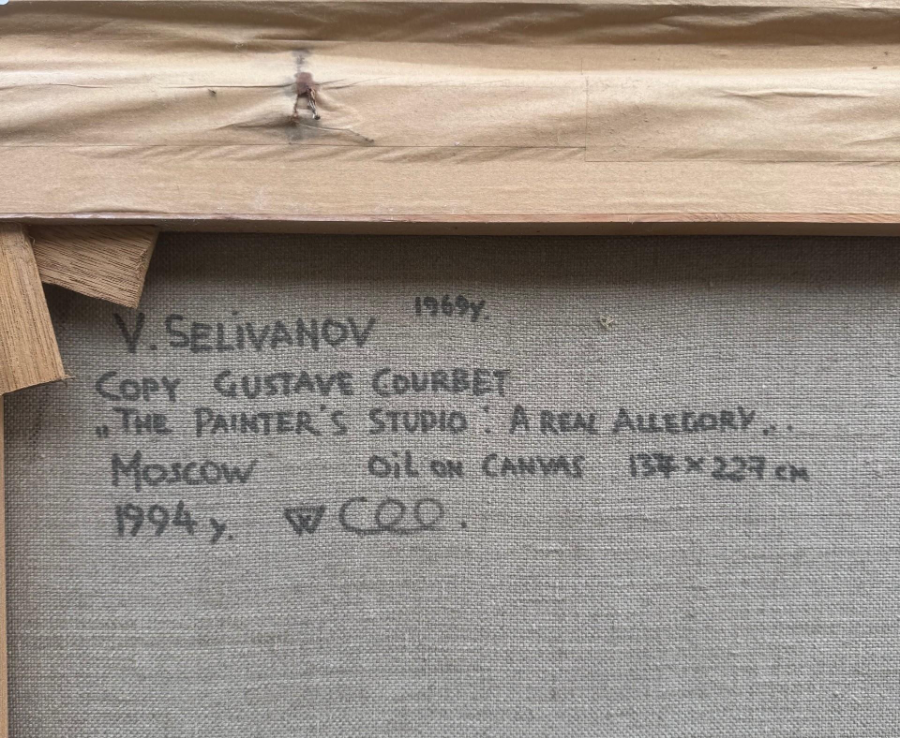 V. SELiVANOV 1969y.
COPY GUSTAVE COURBET
„THE PAINTER'S STUDIO : A REAL ALLEGORY...
MOSCOW OiL ON CANVAS 137 × 227 cm
1994 y.